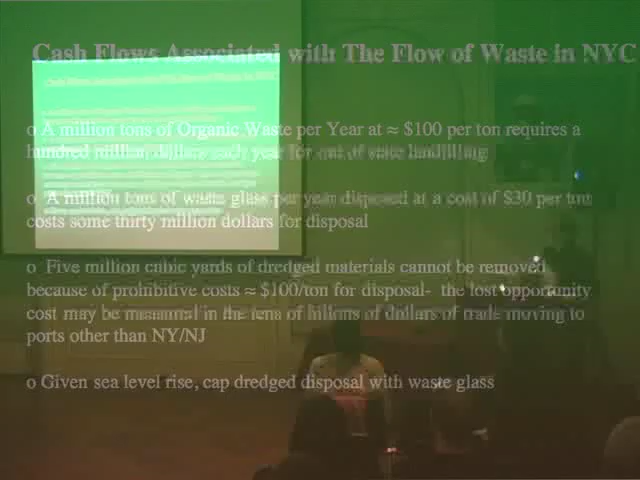 Cash Flows Associated with The Flow of Waste in NYC
o A million tons of Organic Waste per Year at ≈ $100 per ton requires a
hundred million dollars each year for out of state landfilling
o A million tons of waste glass per year disposed at a cost of $30 per ton
costs some thirty million dollars for disposal
o Five million cubic yards of dredged materials cannot be removed
because of prohibitive costs ≈ $100/ton for disposal- the lost opportunity
cost may be measured in the tens of billions of dollars of trade moving to
ports other than NY/NJ
o Given sea level rise, cap dredged disposal with waste glass